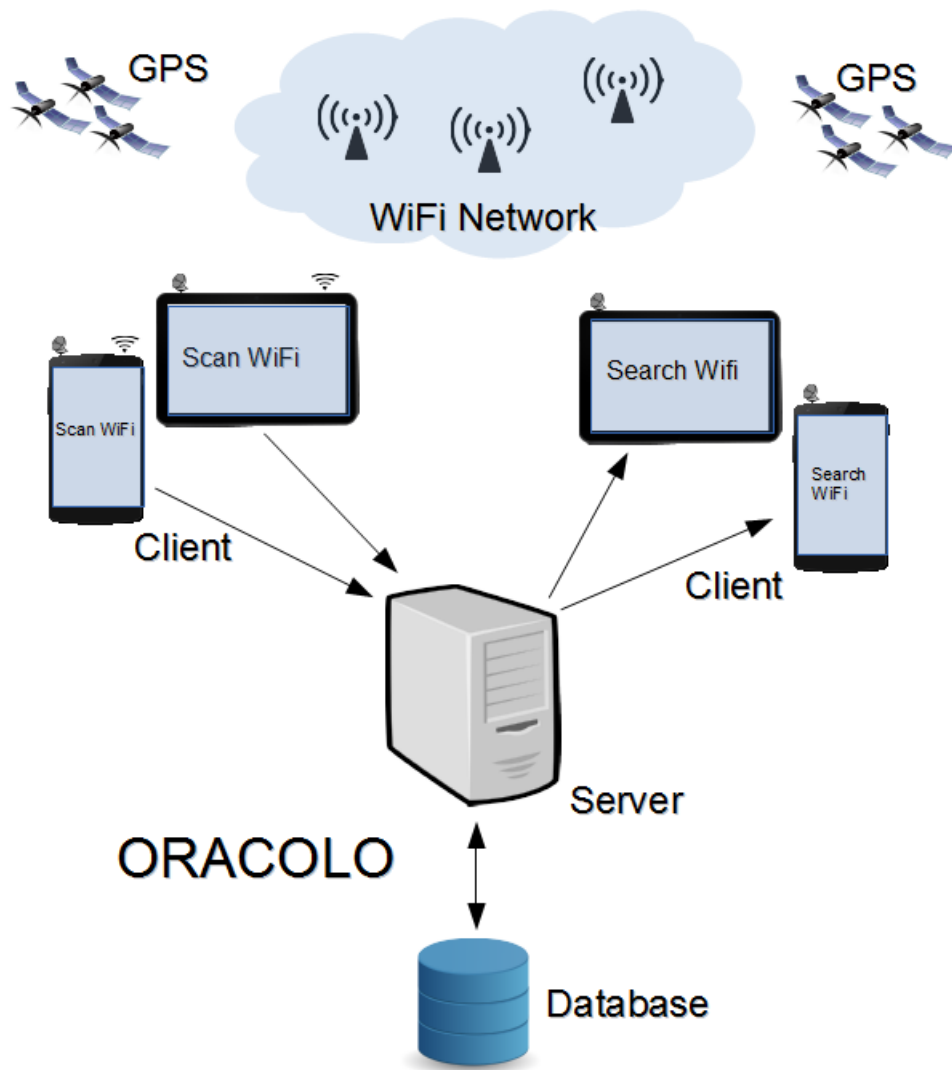 GPS
GPS
WiFi Network
Scan WiFi
Search Wifi
Scan WiFi
Search
WiFi
Client
Client
Server
ORACOLO
Database